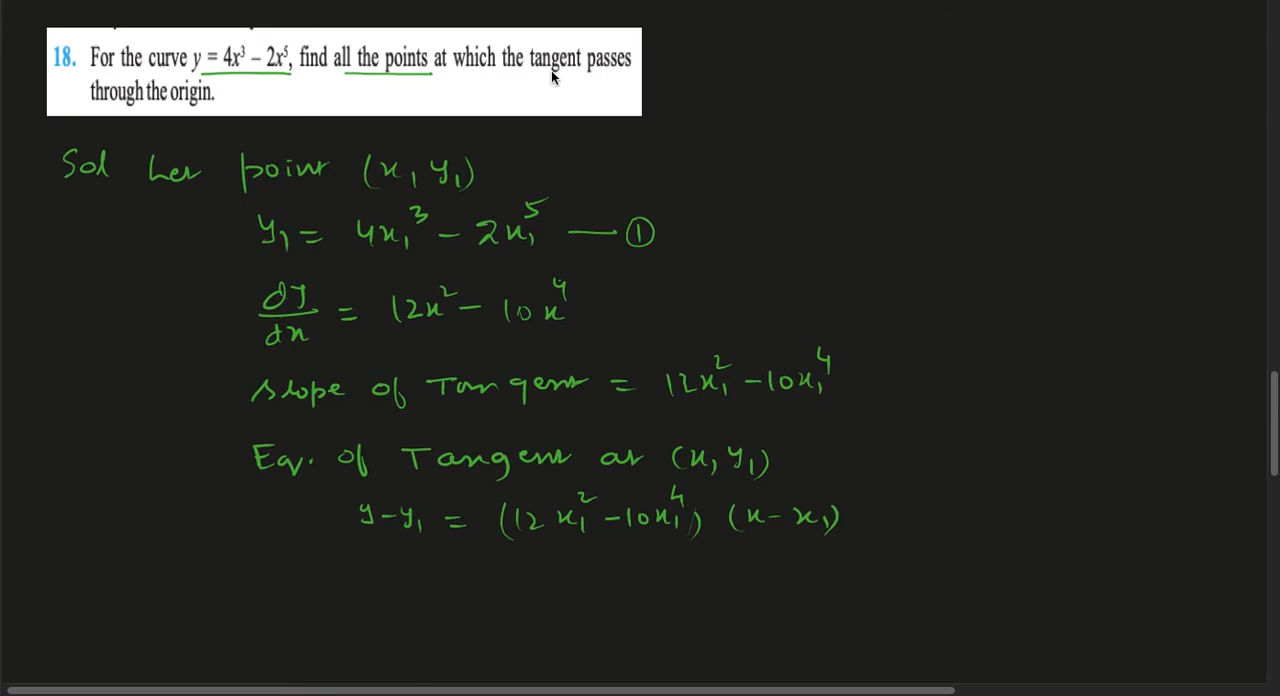 18. For the curve y = 4x³ – 2x⁵, find all the points at which the tangent passes
through the origin.
Sol Let point (x₁ y₁)
y₁ = 4x₁³ – 2x₁⁵ — ①
dy/dx = 12x² – 10x⁴
Slope of Tangent = 12x₁² – 10x₁⁴
Eq. of Tangent at (x₁ y₁)
y – y₁ = (12x₁² – 10x₁⁴) (x – x₁)